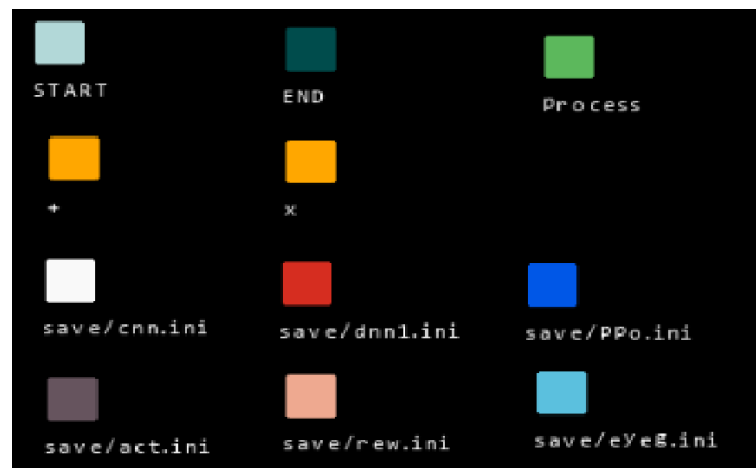 START
END
Process
+
x
save/cnn.ini
save/dnn1.ini
save/PPo.ini
save/act.ini
save/rew.ini
save/eyeg.ini